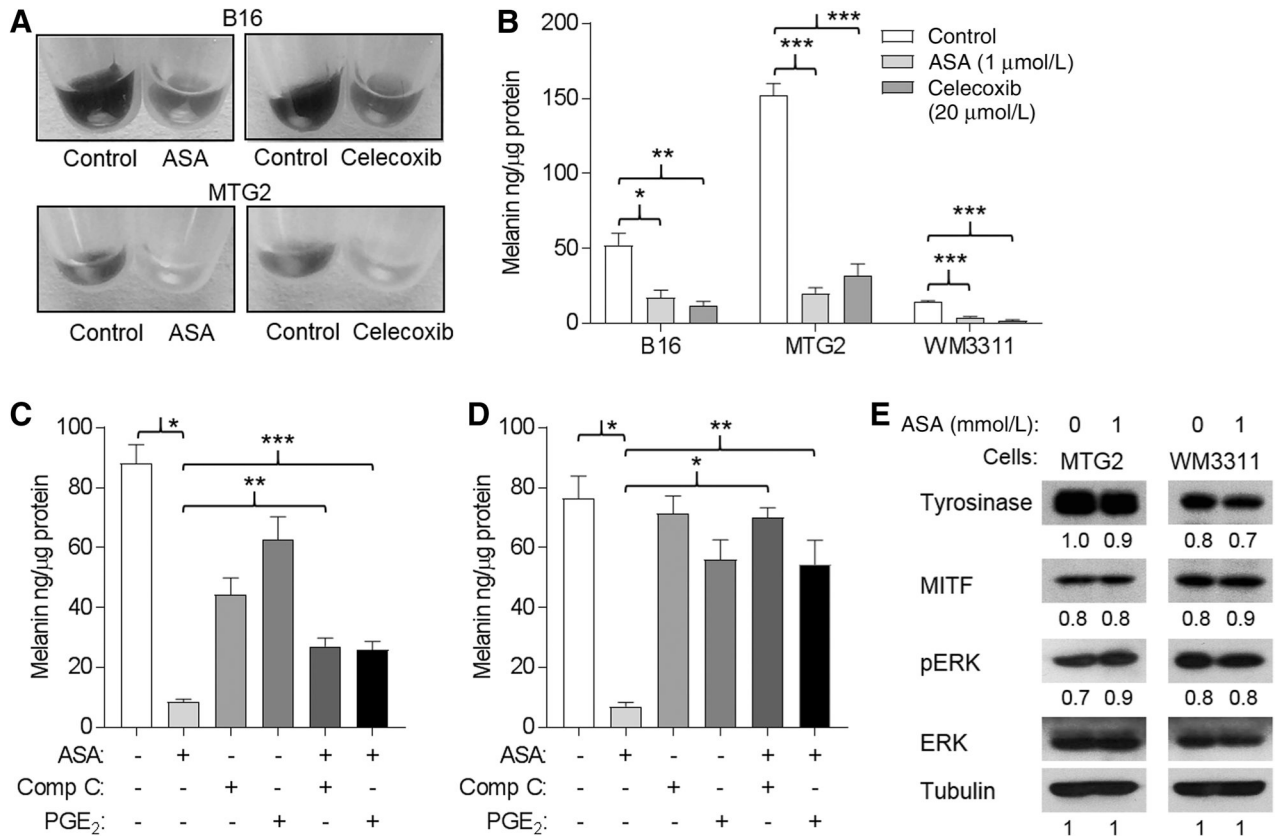 A
B16
Control ASA
Control Celecoxib
MTG2
Control ASA
Control Celecoxib
B
Melanin ng/μg protein
200
150
100
50
0
*
**
***
***
***
***
B16 MTG2 WM3311
Control
ASA (1 μmol/L)
Celecoxib
(20 μmol/L)
C
Melanin ng/μg protein
100
80
60
40
20
0
*
***
**
ASA: - + - - + +
Comp C: - - + - + -
PGE2: - - - + - +
D
Melanin ng/μg protein
100
80
60
40
20
0
*
**
*
ASA: - + - - + +
Comp C: - - + - + -
PGE2: - - - + - +
E
ASA (mmol/L): 0 1 0 1
Cells: MTG2 WM3311
Tyrosinase
1.0 0.9 0.8 0.7
MITF
0.8 0.8 0.8 0.9
pERK
0.7 0.9 0.8 0.8
ERK
Tubulin
1 1 1 1